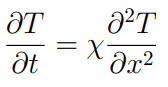 ∂T/∂t = χ ∂²T/∂x²